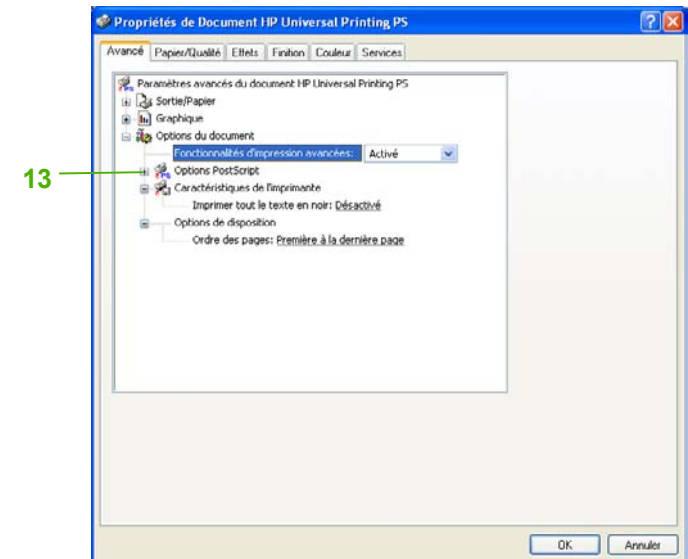 Propriétés de Document HP Universal Printing PS
Avancé Papier/Qualité Effets Finition Couleur Services
Paramètres avancés du document HP Universal Printing PS
Sortie/Papier
Graphique
Options du document
Fonctionnalités d'impression avancées: Activé
13
Options PostScript
Caractéristiques de l'imprimante
Imprimer tout le texte en noir: Désactivé
Options de disposition
Ordre des pages: Première à la dernière page
OK Annuler